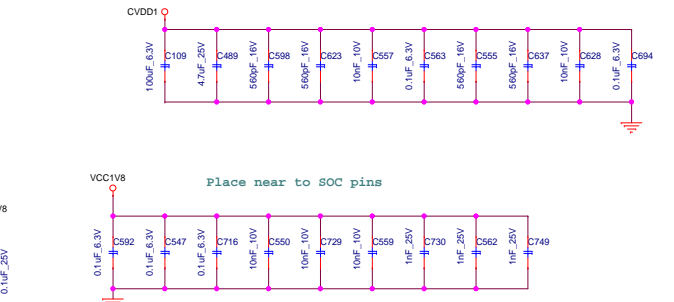 CVDD1
C109
100uF_6.3V
C489
4.7uF_25V
C598
560pF_16V
C623
560pF_16V
C557
10nF_10V
C563
0.1uF_6.3V
C555
560pF_16V
C637
560pF_16V
C628
10nF_10V
C694
0.1uF_6.3V
VCC1V8
Place near to SOC pins
V8
0.1uF_25V
C592
0.1uF_6.3V
C547
0.1uF_6.3V
C716
0.1uF_6.3V
C550
10nF_10V
C729
10nF_10V
C559
10nF_10V
C730
1nF_25V
C562
1nF_25V
C749
1nF_25V